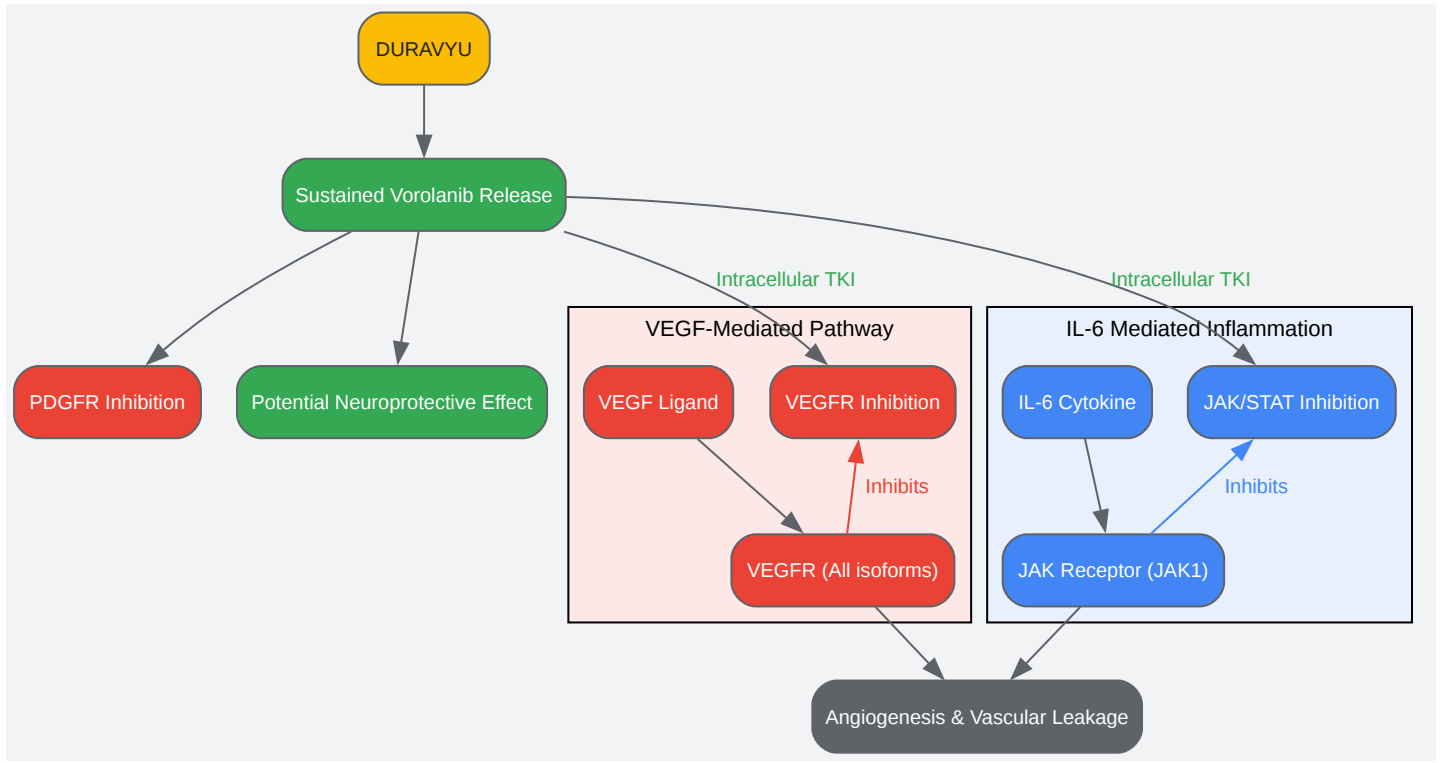 DURAVYU
Sustained Vorolanib Release
Intracellular TKI
Intracellular TKI
VEGF-Mediated Pathway
IL-6 Mediated Inflammation
PDGFR Inhibition
Potential Neuroprotective Effect
VEGF Ligand
VEGFR Inhibition
IL-6 Cytokine
JAK/STAT Inhibition
Inhibits
Inhibits
VEGFR (All isoforms)
JAK Receptor (JAK1)
Angiogenesis & Vascular Leakage